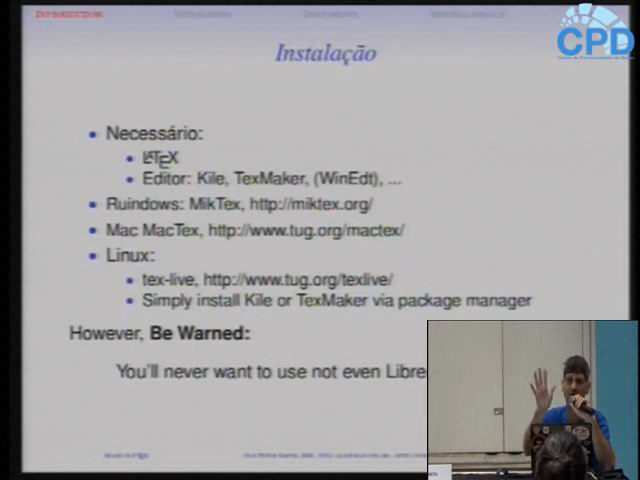 CPD
Instalação
Necessário:
LATEX
Editor: Kile, TexMaker, (WinEdt), ...
Ruindows: MikTex, http://miktex.org/
Mac MacTex, http://www.tug.org/mactex/
Linux:
tex-live, http://www.tug.org/texlive/
Simply install Kile or TexMaker via package manager
However, Be Warned:
You'll never want to use not even Libre